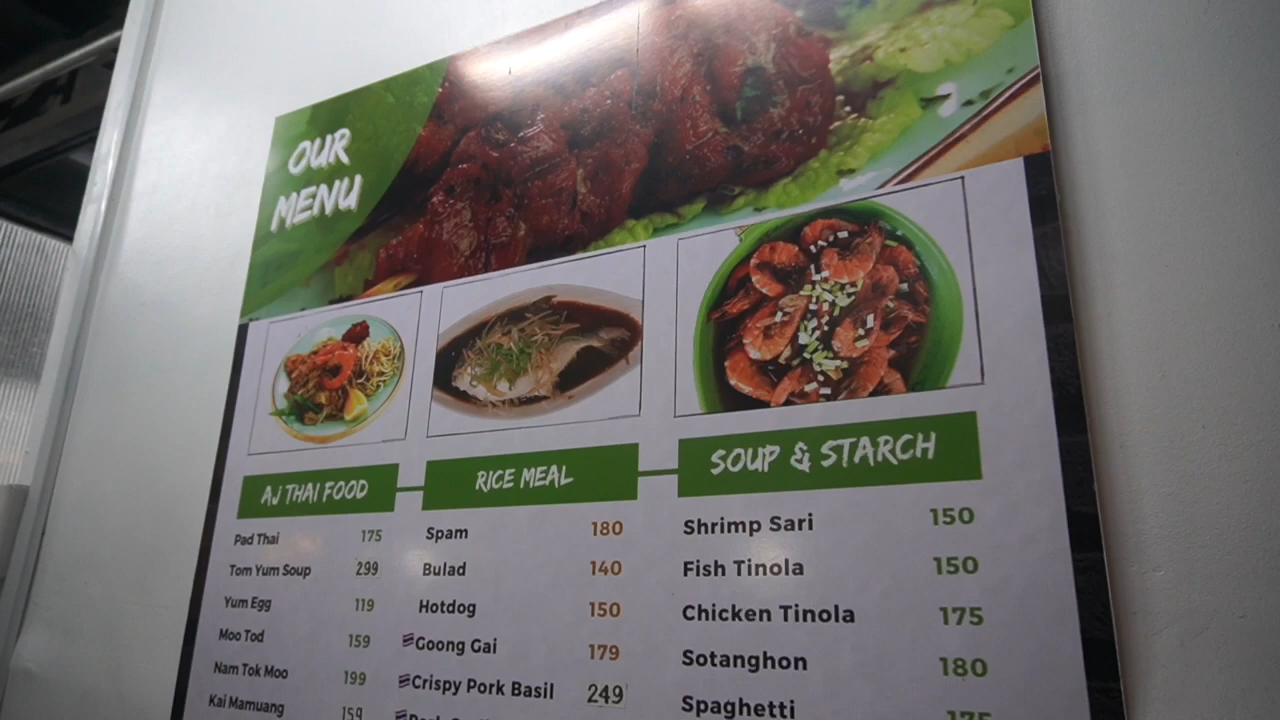 OUR
MENU
AJ THAI FOOD
Pad Thai 175
Tom Yum Soup 299
Yum Egg 119
Moo Tod 159
Nam Tok Moo 199
Kai Mamuang 159
RICE MEAL
Spam 180
Bulad 140
Hotdog 150
Goong Gai 179
Crispy Pork Basil 249
SOUP & STARCH
Shrimp Sari 150
Fish Tinola 150
Chicken Tinola 175
Sotanghon 180
Spaghetti 175